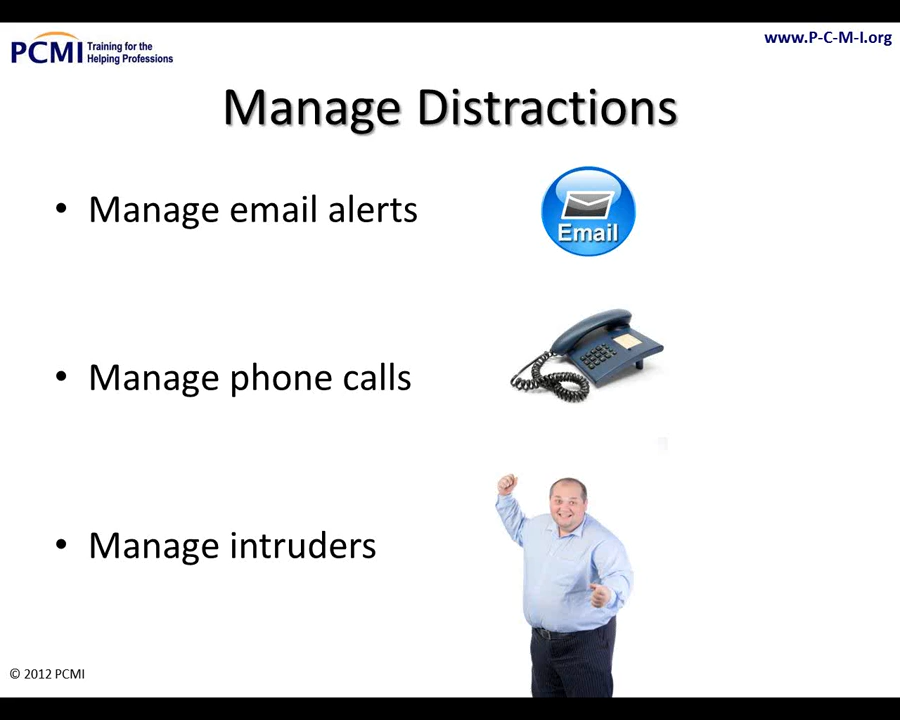 www.P-C-M-I.org
PCMI Training for the
Helping Professions
Manage Distractions
• Manage email alerts
Email
• Manage phone calls
• Manage intruders
© 2012 PCMI